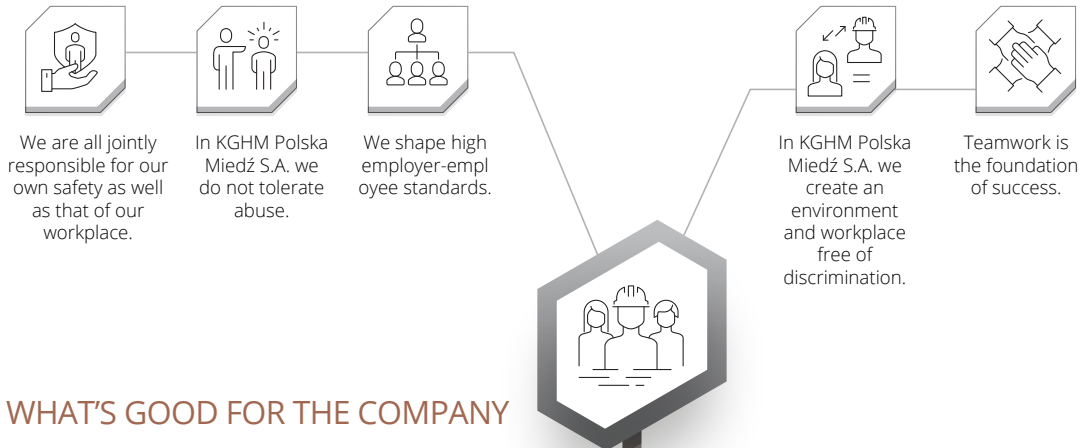 We are all jointly
responsible for our
own safety as well
as that of our
workplace.
In KGHM Polska
Miedź S.A. we
do not tolerate
abuse.
We shape high
employer-empl
oyee standards.
In KGHM Polska
Miedź S.A. we
create an
environment
and workplace
free of
discrimination.
Teamwork is
the foundation
of success.
WHAT’S GOOD FOR THE COMPANY